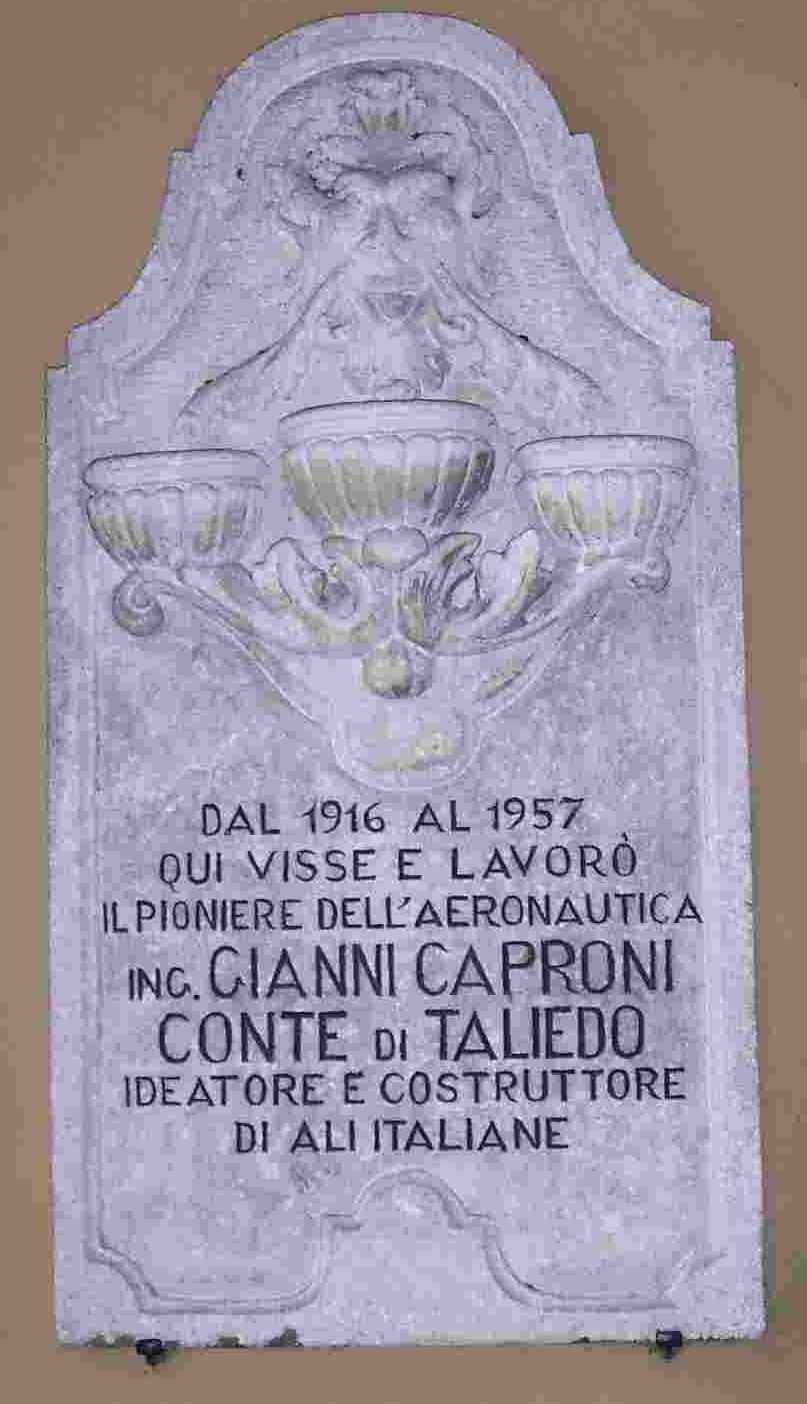 DAL 1916 AL 1957
QUI VISSE E LAVORÒ
IL PIONIERE DELL'AERONAUTICA
ING. GIANNI CAPRONI
CONTE DI TALIEDO
IDEATORE E COSTRUTTORE
DI ALI ITALIANE